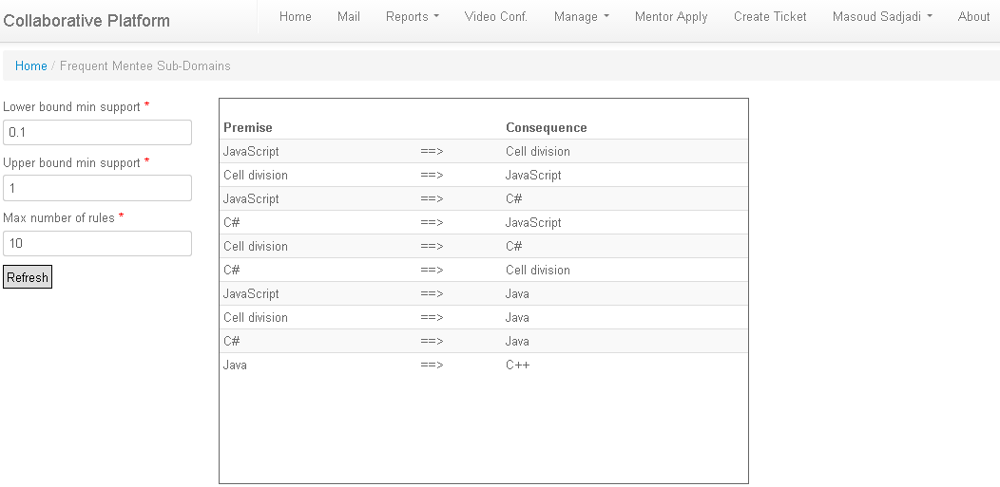 Collaborative Platform Home Mail Reports Video Conf. Manage Mentor Apply Create Ticket Masoud Sadjadi About
Home / Frequent Mentee Sub-Domains
Lower bound min support *
0.1
Upper bound min support *
1
Max number of rules *
10
Refresh
Premise Consequence
JavaScript ==> Cell division
Cell division ==> JavaScript
JavaScript ==> C#
C# ==> JavaScript
Cell division ==> C#
C# ==> Cell division
JavaScript ==> Java
Cell division ==> Java
C# ==> Java
Java ==> C++